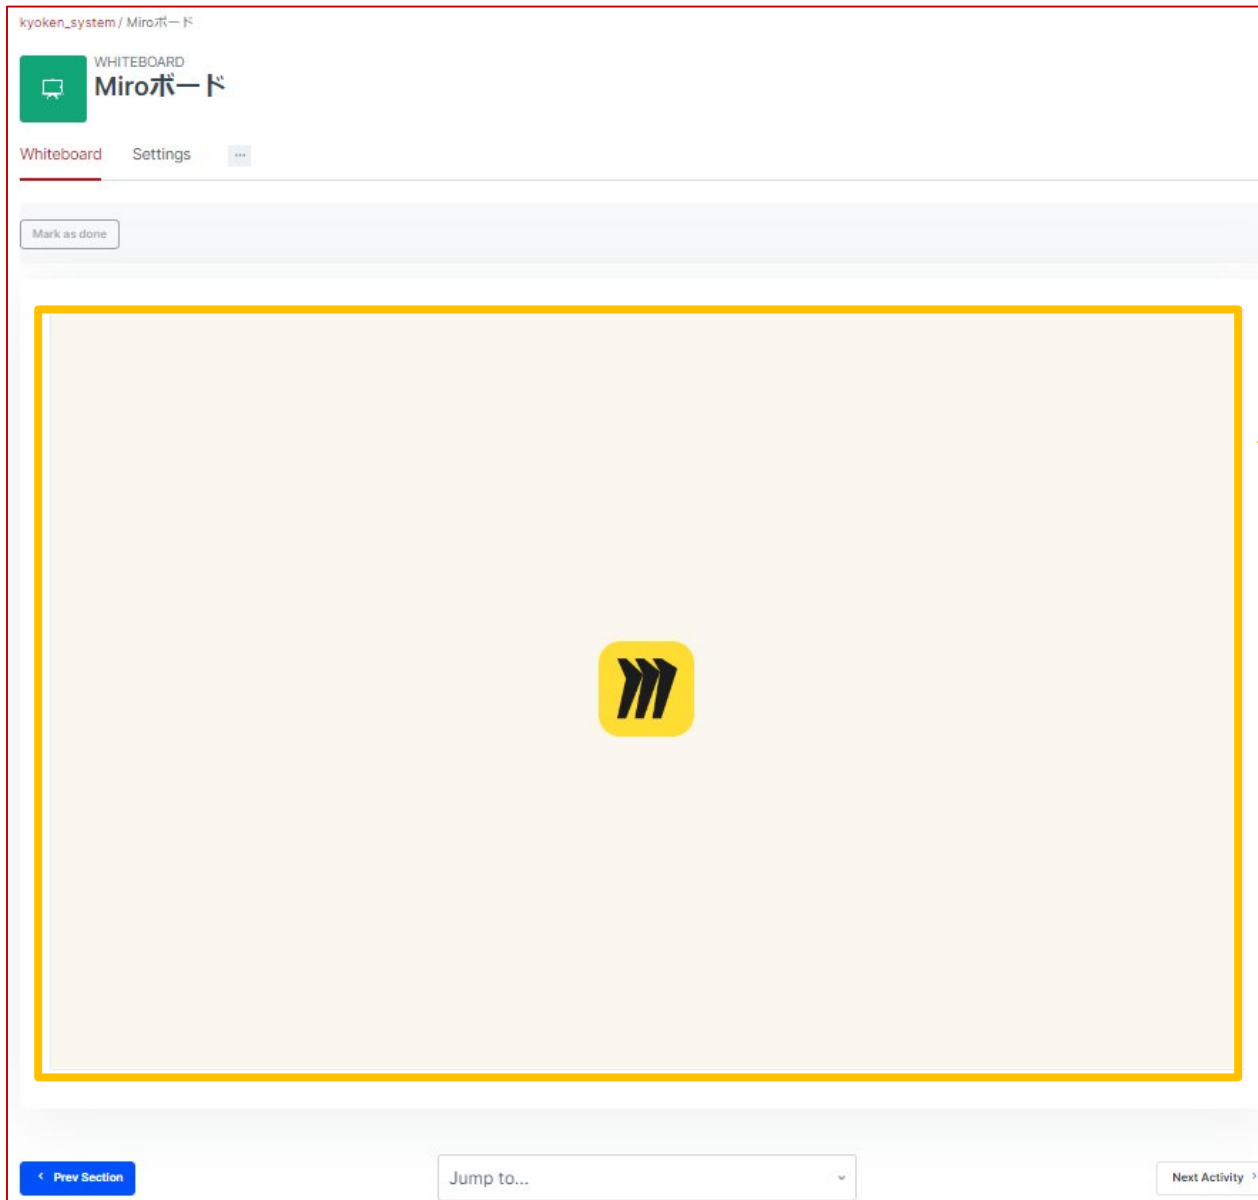 kyoken_system / Miroボード
WHITEBOARD
Miroボード
Whiteboard Settings ...
Mark as done
Prev Section
Jump to...
Next Activity